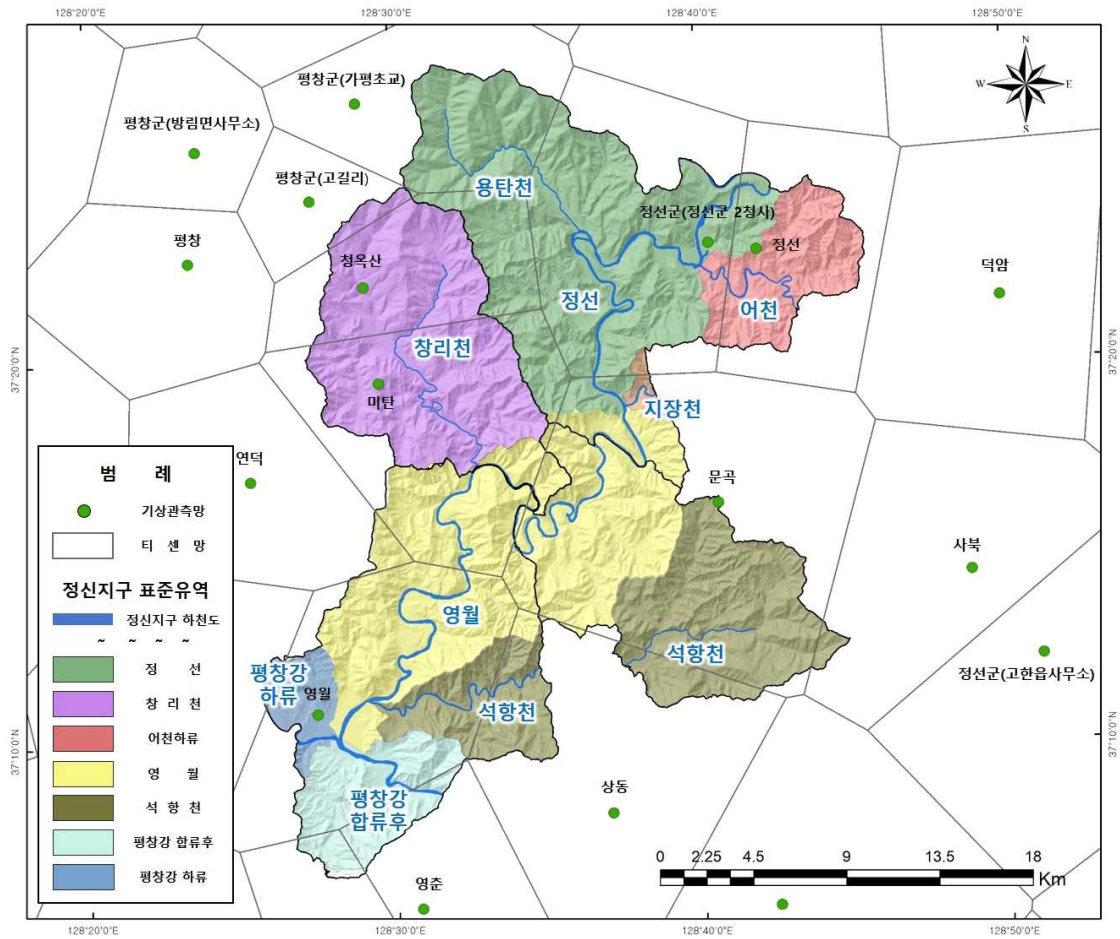 128°20'0"E
128°30'0"E
128°40'0"E
128°50'0"E
N
W
E
S
평창군(가평초교)
평창군(방림면사무소)
평창군(고길리)
용탄천
정선군(정선군 2청사)
정선
평창
청옥산
덕암
정선
어천
37°20'0"N
창리천
37°20'0"N
미탄
지장천
연덕
문곡
범 례
기상관측망
티 센 망
사북
정신지구 표준유역
정신지구 하천도
~ ~ ~ ~
영월
석항천
정 선
평창강
하류
정선군(고한읍사무소)
창 리 천
영월
석항천
어천하류
37°10'0"N
37°10'0"N
영 월
평창강
합류후
상동
석 항 천
평창강 합류후
0 2.25 4.5 9 13.5 18
Km
평창강 하류
영춘
128°20'0"E
128°30'0"E
128°40'0"E
128°50'0"E